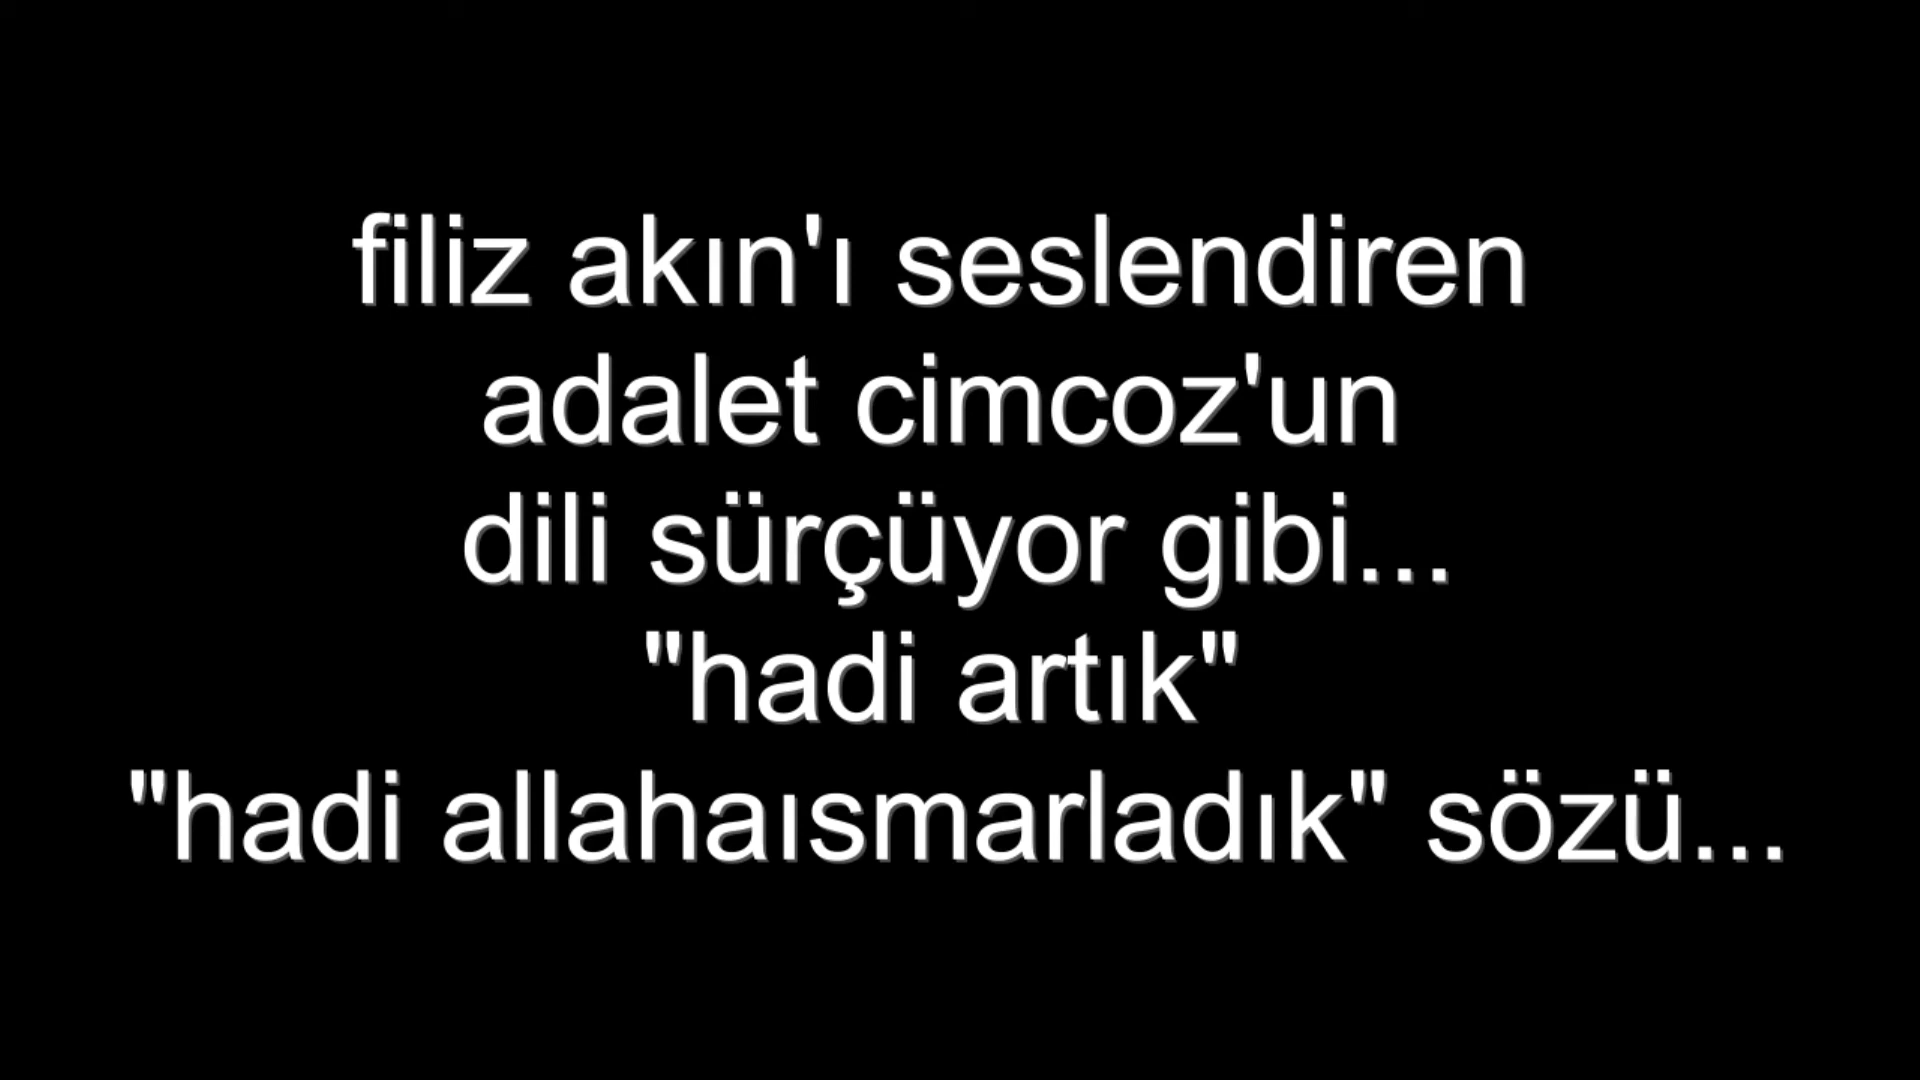 filiz akın'ı seslendiren
adalet cimcoz'un
dili sürçüyor gibi...
"hadi artık"
"hadi allahaısmarladık" sözü...